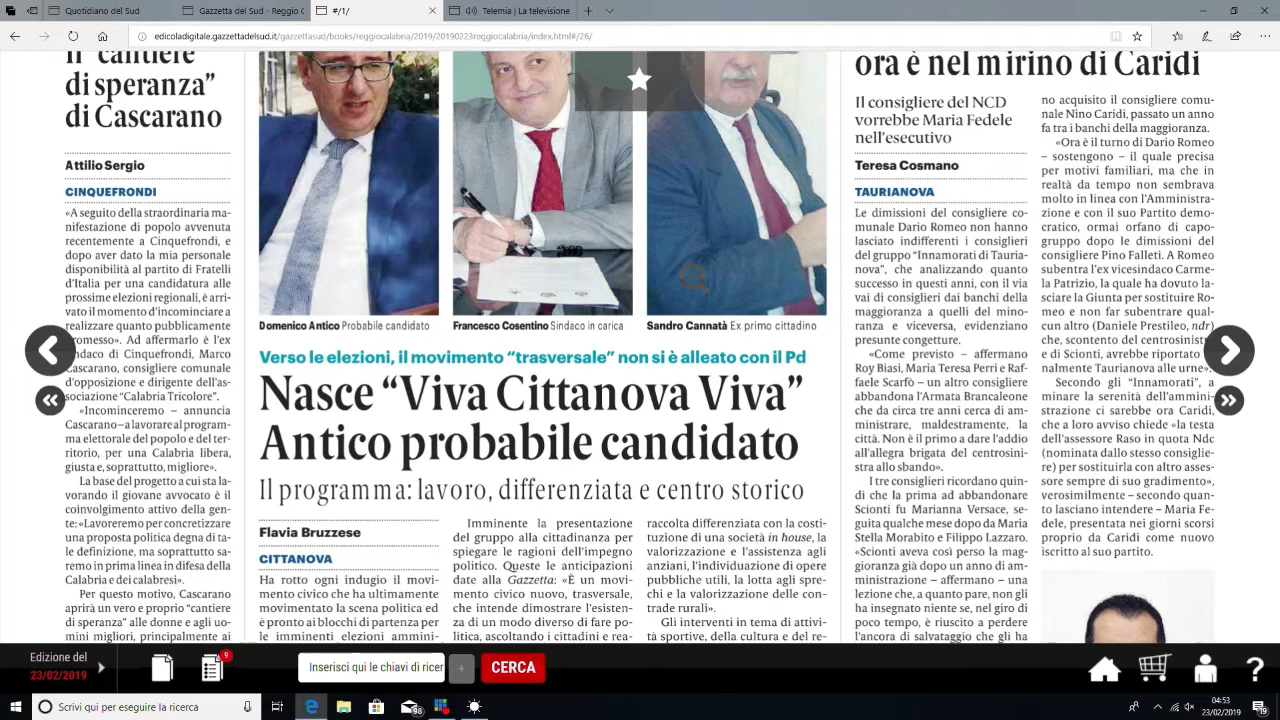 Registrazione e Televisione #/1/
Registrazione e Televisione #/1/
Registrazione e Televisione #/6/
edicoladigitale.gazzettadelsud.it/gazzettasud/books/reggiocalabria/2019/20190223reggiocalabria/index.html#/26/
Il "cantiere
di speranza"
di Cascarano
Attilio Sergio
CINQUEFRONDI
«A seguito della straordinaria ma-
nifestazione di popolo avvenuta
recentemente a Cinquefrondi, e
dopo aver dato la mia personale
disponibilità al partito di Fratelli
d'Italia per una candidatura alle
prossime elezioni regionali, è arri-
vato il momento d'incominciare a
realizzare quanto pubblicamente
promesso». Ad affermarlo è l'ex
sindaco di Cinquefrondi, Marco
Cascarano, consigliere comunale
d'opposizione e dirigente dell'as-
sociazione "Calabria Tricolore".
«Incominceremo – annuncia
Cascarano – a lavorare al program-
ma elettorale del popolo e del ter-
ritorio, per una Calabria libera,
giusta e, soprattutto, migliore».
La base del progetto a cui sta la-
vorando il giovane avvocato è il
coinvolgimento attivo della gen-
te: «Lavoreremo per concretizzare
una proposta politica degna di ta-
le definizione, ma soprattutto sa-
remo in prima linea in difesa della
Calabria e dei calabresi».
Per questo motivo, Cascarano
aprirà un vero e proprio "cantiere
di speranza" alle donne e agli uo-
mini migliori, principalmente ai
Domenico Antico Probabile candidato
Francesco Cosentino Sindaco in carica
Sandro Cannatà Ex primo cittadino
Verso le elezioni, il movimento "trasversale" non si è alleato con il Pd
Nasce "Viva Cittanova Viva"
Antico probabile candidato
Il programma: lavoro, differenziata e centro storico
Flavia Bruzzese
CITTANOVA
Ha rotto ogni indugio il movi-
mento civico che ha ultimamente
movimentato la scena politica ed
è pronto ai blocchi di partenza per
le imminenti elezioni ammini-
Imminente la presentazione
del gruppo alla cittadinanza per
spiegare le ragioni dell'impegno
politico. Queste le anticipazioni
date alla Gazzetta: «È un movi-
mento civico nuovo, trasversale,
che intende dimostrare l'esisten-
za di un modo diverso di fare po-
litica, ascoltando i cittadini e rea-
raccolta differenziata con la costi-
tuzione di una società in house, la
valorizzazione e l'assistenza agli
anziani, l'individuazione di opere
pubbliche utili, la lotta agli spre-
chi e la valorizzazione delle con-
trade rurali».
Gli interventi in tema di attivi-
tà sportive, della cultura e del re-
ora è nel mirino di Caridi
Il consigliere del NCD
vorrebbe Maria Fedele
nell'esecutivo
Teresa Cosmano
TAURIANOVA
Le dimissioni del consigliere co-
munale Dario Romeo non hanno
lasciato indifferenti i consiglieri
del gruppo "Innamorati di Tauria-
nova", che analizzando quanto
successo in questi anni, con il via
vai di consiglieri dai banchi della
maggioranza a quelli del mino-
ranza e viceversa, evidenziano
presunte congetture.
«Come previsto – affermano
Roy Biasi, Maria Teresa Perri e Raf-
faele Scarfò – un altro consigliere
abbandona l'Armata Brancaleone
che da circa tre anni cerca di am-
ministrare, maldestramente, la
città. Non è il primo a dare l'addio
all'allegra brigata del centrosini-
stra allo sbando».
I tre consiglieri ricordano quin-
di che la prima ad abbandonare
Scionti fu Marianna Versace, se-
guita qualche mese dopo da Maria
Stella Morabito e Filippo Lazzaro.
«Scionti aveva così perso la mag-
gioranza già dopo un anno di am-
ministrazione – affermano – una
lezione che, a quanto pare, non gli
ha insegnato niente se, nel giro di
poco tempo, è riuscito a perdere
l'ancora di salvataggio che gli ha
no acquisito il consigliere comu-
nale Nino Caridi, passato un anno
fa tra i banchi della maggioranza.
«Ora è il turno di Dario Romeo
– sostengono – il quale precisa
per motivi familiari, ma che in
realtà da tempo non sembrava
molto in linea con l'Amministra-
zione e con il suo Partito demo-
cratico, ormai orfano di capo-
gruppo dopo le dimissioni del
consigliere Pino Falleti. A Romeo
subentra l'ex vicesindaco Carme-
la Patrizio, la quale ha dovuto la-
sciare la Giunta per sostituire Ro-
meo e non far subentrare qual-
cun altro (Daniele Prestileo, ndr)
che, scontento del centrosinistra
e di Scionti, avrebbe riportato
nalmente Taurianova alle urne».
Secondo gli "Innamorati", a
minare la serenità dell'ammini-
strazione ci sarebbe ora Caridi,
che a loro avviso chiede «la testa
dell'assessore Raso in quota Ndc
(nominata dallo stesso consiglie-
re) per sostituirla con altro asses-
sore sempre di suo gradimento»,
verosimilmente – secondo quan-
to lasciano intendere – Maria Fe-
dele, presentata nei giorni scorsi
proprio da Caridi come nuovo
iscritto al suo partito.
Edizione del
23/02/2019
9
Inserisci qui le chiavi di ricer
+
CERCA
?
Scrivi qui per eseguire la ricerca
98
04:53
23/02/2019